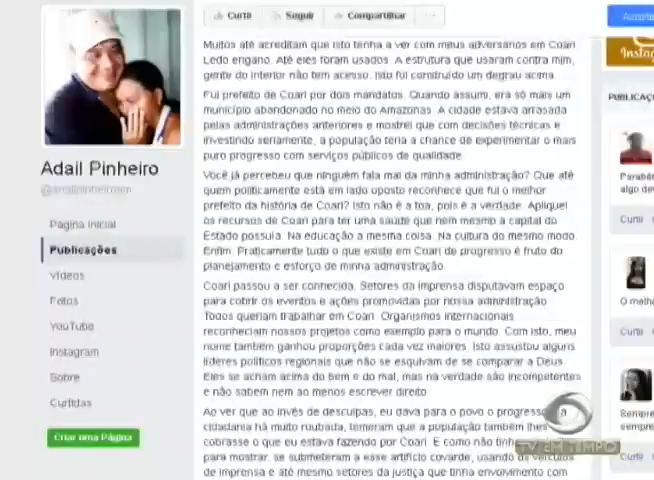 Curtir Seguir Compartilhar ...
Muitos até acreditam que isto tenha a ver com meus adversários em Coari
Ledo engano. Até eles foram usados. A estrutura que usaram contra mim,
gente do interior não tem acesso. Isto foi construído um degrau acima.
Fui prefeito de Coari por dois mandatos. Quando assumi, era só mais um
município abandonado no meio do Amazonas. A cidade estava arrasada
pelas administrações anteriores e mostrei que com decisões técnicas e
investindo seriamente, a população teria a chance de experimentar o mais
puro progresso com serviços públicos de qualidade.
Você já percebeu que ninguém fala mal da minha administração? Que até
quem politicamente está em lado oposto reconhece que fui o melhor
prefeito da história de Coari? Isto não é a toa, pois é a verdade. Apliquei
os recursos de Coari para ter uma saúde que nem mesmo a capital do
Estado possuía. Na educação a mesma coisa. Na cultura do mesmo modo.
Enfim. Praticamente tudo o que existe em Coari de progresso é fruto do
planejamento e esforço de minha administração
Coari passou a ser conhecida. Setores da imprensa disputavam espaço
para cobrir os eventos e ações promovidas por nossa administração
Todos queriam trabalhar em Coari. Organismos internacionais
reconheciam nossos projetos como exemplo para o mundo. Com isto, meu
nome também ganhou proporções cada vez maiores. Isto assustou alguns
líderes políticos regionais que não se esquivam de se comparar a Deus.
Eles se acham acima do bem e do mal, mas na verdade são incompetentes
e não sabem nem ao menos escrever direito
Ao ver que ao invés de desculpas, eu dava para o povo o progresso a
cidadania há muito roubada, temeram que a população também lhes
cobrasse o que eu estava fazendo por Coari. E como não
para mostrar, se submeteram a esse artifício covarde, usando os veículos
de imprensa e até mesmo setores da justiça que tinha envolvimento com
Adail Pinheiro
Página inicial
Publicações
Vídeos
Fotos
YouTube
Instagram
Sobre
Curtidas
Criar uma Página
Instag
PUBLICAÇÕ
Parabé
algo de
Curtir
O melh
Curtir
Sempre
sempre
Curtir
TV EM TEMPO